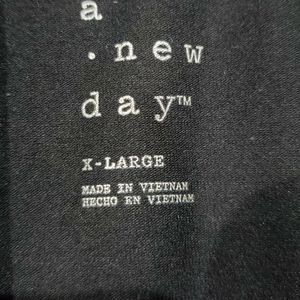 a
.new
day™
X-LARGE
MADE IN VIETNAM
HECHO EN VIETNAM